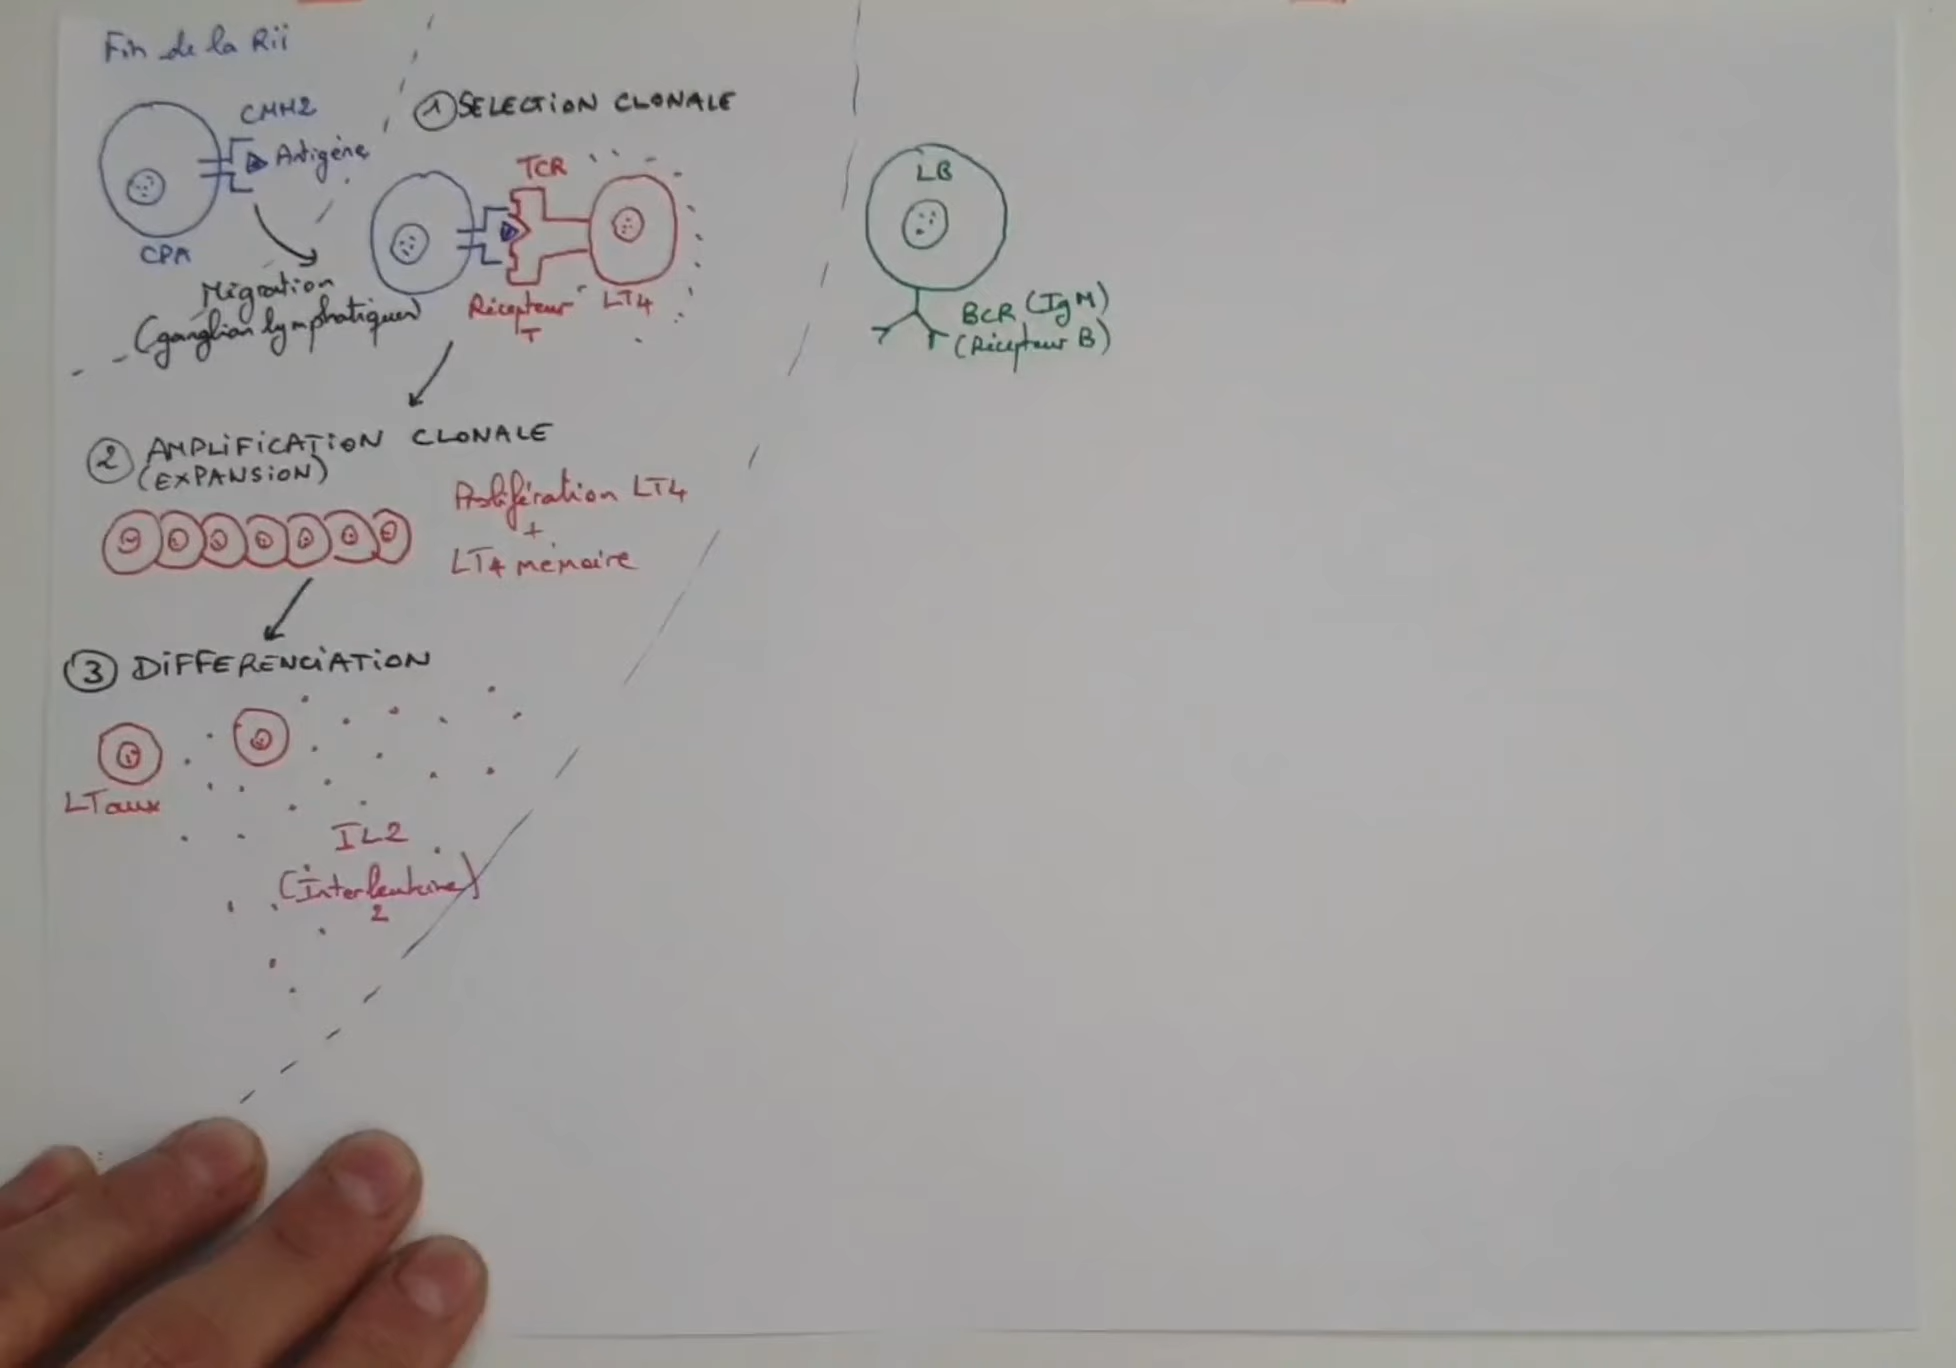 Fin de la Rii
CMH2
Antigène
CPA
Migration
(ganglion lymphatiques)
① SELECTION CLONALE
TCR
Récepteur
T
LT4
② AMPLIFICATION CLONALE
(EXPANSION)
Prolifération LT4
+
LT4 mémoire
③ DIFFERENCIATION
LTaux
IL2
(Interleukine)
2
LB
BCR (IgM)
(Récepteur B)